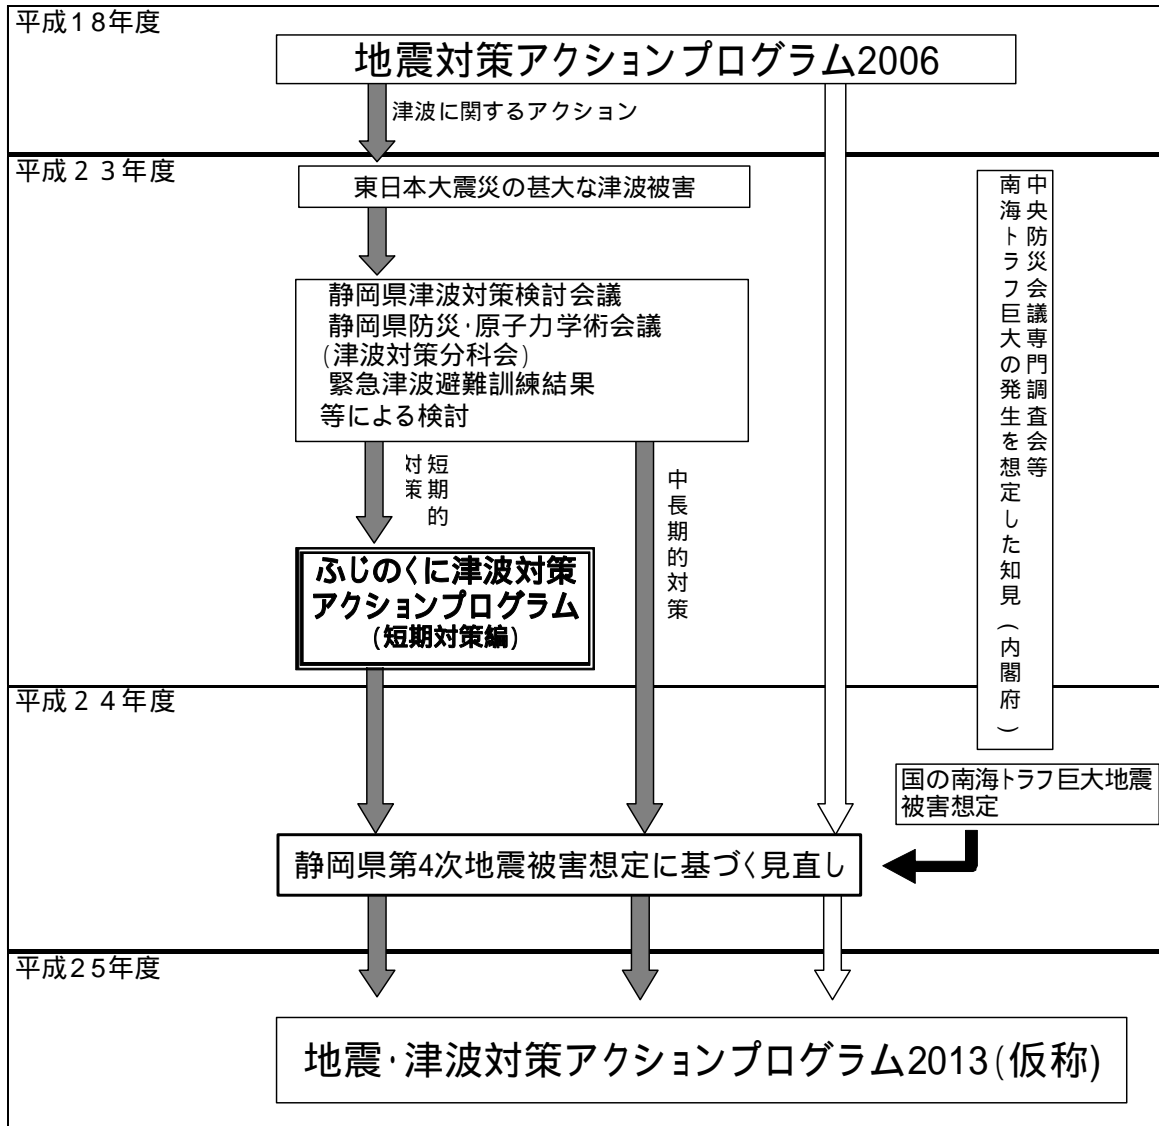 平成18年度
地震対策アクションプログラム2006
津波に関するアクション
平成23年度
東日本大震災の甚大な津波被害
中央防災会議専門調査会等
南海トラフ巨大の発生を想定した知見(内閣府)
静岡県津波対策検討会議
静岡県防災・原子力学術会議
(津波対策分科会)
緊急津波避難訓練結果
等による検討
短期的
対策
中長期的対策
ふじのくに津波対策
アクションプログラム
(短期対策編)
平成24年度
国の南海トラフ巨大地震
被害想定
静岡県第4次地震被害想定に基づく見直し
平成25年度
地震・津波対策アクションプログラム2013(仮称)